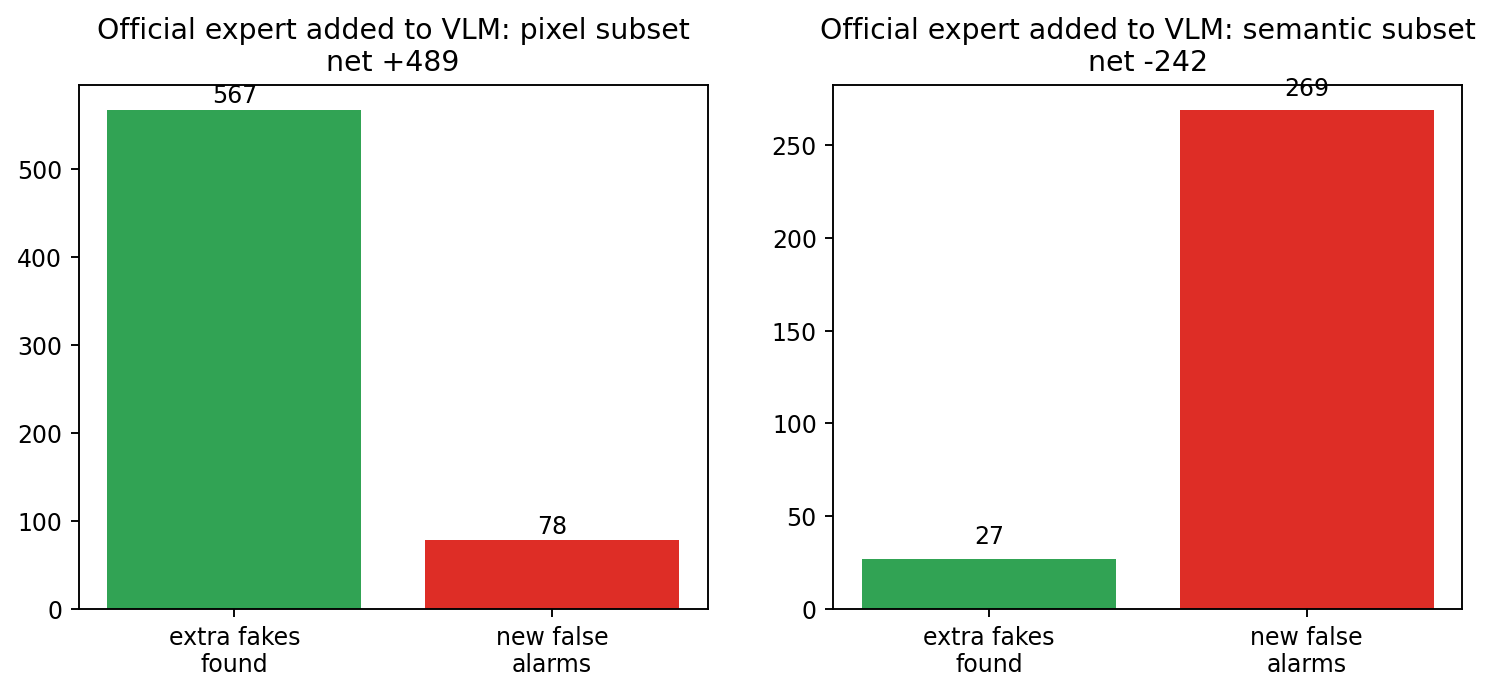 Official expert added to VLM: pixel subset
net +489
567
78
500
400
300
200
100
0
extra fakes
found
new false
alarms
Official expert added to VLM: semantic subset
net -242
269
27
250
200
150
100
50
0
extra fakes
found
new false
alarms